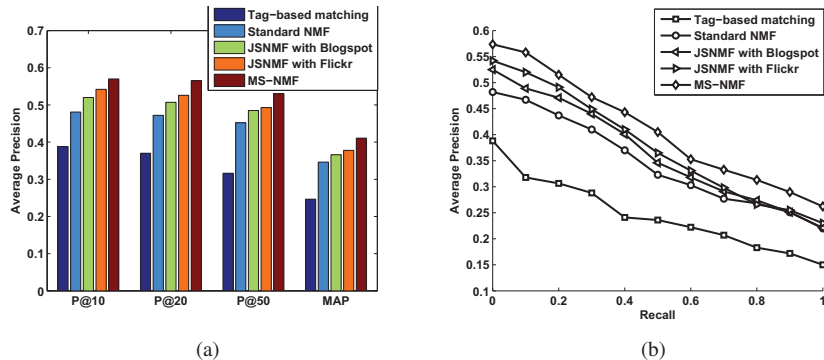 0.7
0.6
0.5
0.4
0.3
0.2
0.1
0
Average Precision
P@10 P@20 P@50 MAP
Tag-based matching
Standard NMF
JSNMF with Blogspot
JSNMF with Flickr
MS-NMF
(a)
0.6
0.55
0.5
0.45
0.4
0.35
0.3
0.25
0.2
0.15
0.1
Average Precision
0 0.2 0.4 0.6 0.8 1
Recall
Tag-based matching
Standard NMF
JSNMF with Blogspot
JSNMF with Flickr
MS-NMF
(b)